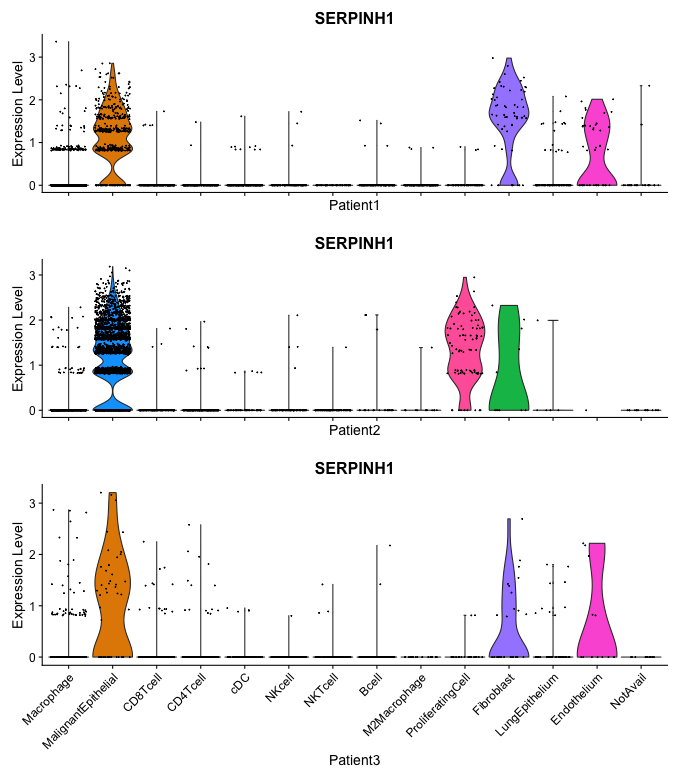 SERPINH1
Expression Level
3
2
1
0
Patient1
SERPINH1
Expression Level
3
2
1
0
Patient2
SERPINH1
Expression Level
3
2
1
0
Macrophage
MalignantEpithelial
CD8Tcell
CD4Tcell
cDC
NKcell
NKTcell
Bcell
M2Macrophage
ProliferatingCell
Fibroblast
LungEpithelium
Endothelium
NotAvail
Patient3